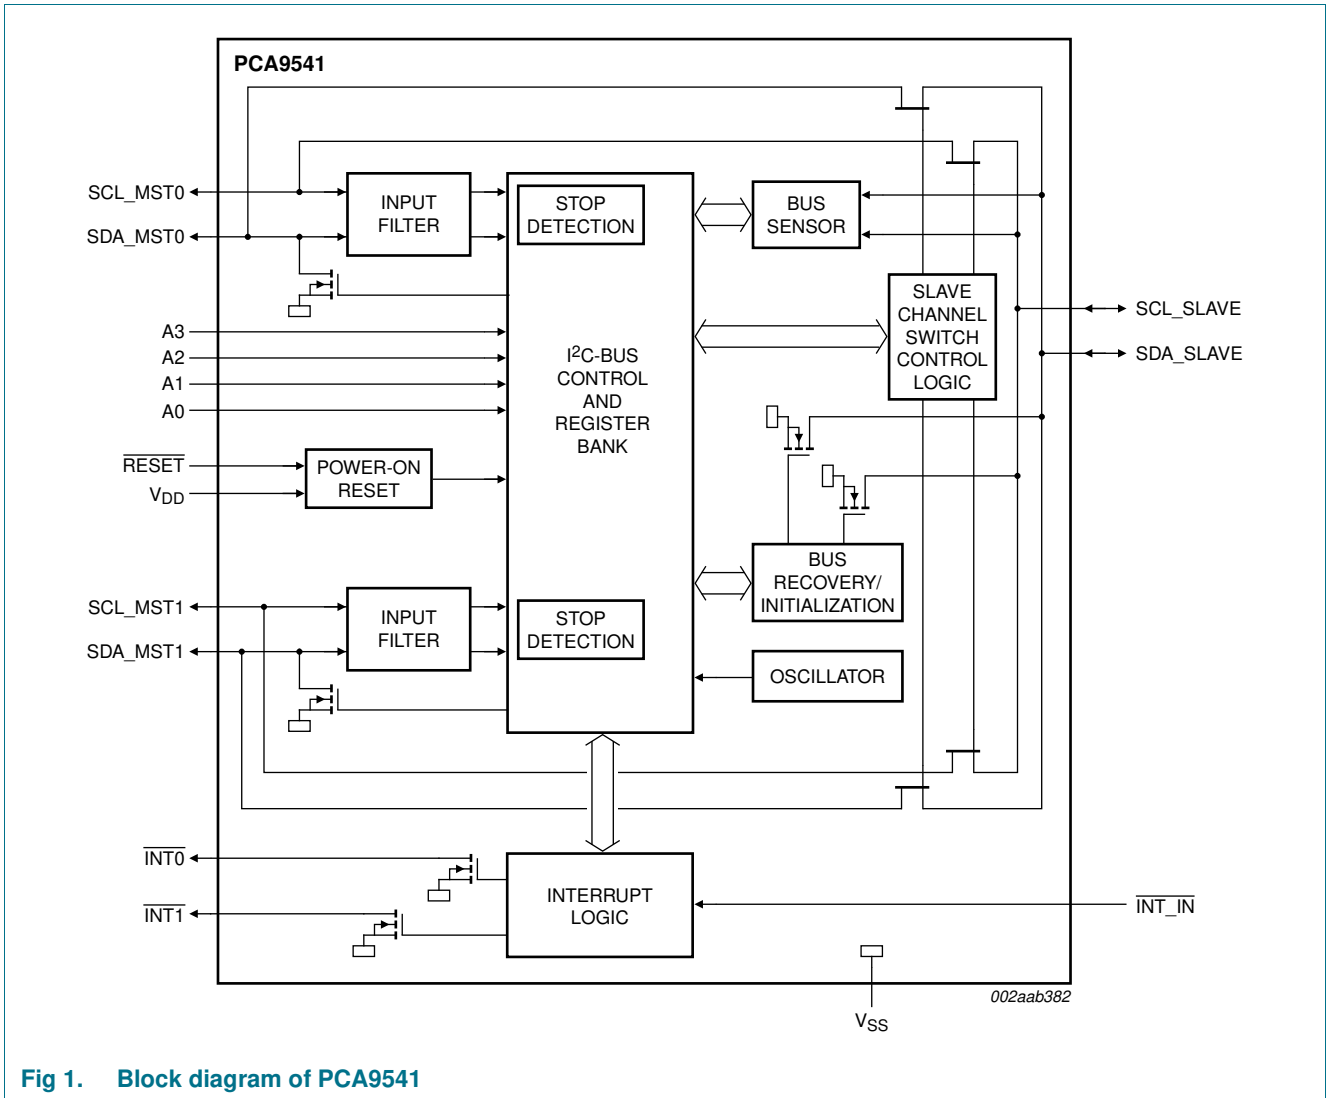 PCA9541
SCL_MST0
SDA_MST0
INPUT
FILTER
STOP
DETECTION
BUS
SENSOR
A3
A2
A1
A0
I2C-BUS
CONTROL
AND
REGISTER
BANK
SLAVE
CHANNEL
SWITCH
CONTROL
LOGIC
SCL_SLAVE
SDA_SLAVE
RESET
VDD
POWER-ON
RESET
BUS
RECOVERY/
INITIALIZATION
SCL_MST1
SDA_MST1
INPUT
FILTER
STOP
DETECTION
OSCILLATOR
INT0
INT1
INTERRUPT
LOGIC
INT_IN
VSS
002aab382
Fig 1. Block diagram of PCA9541